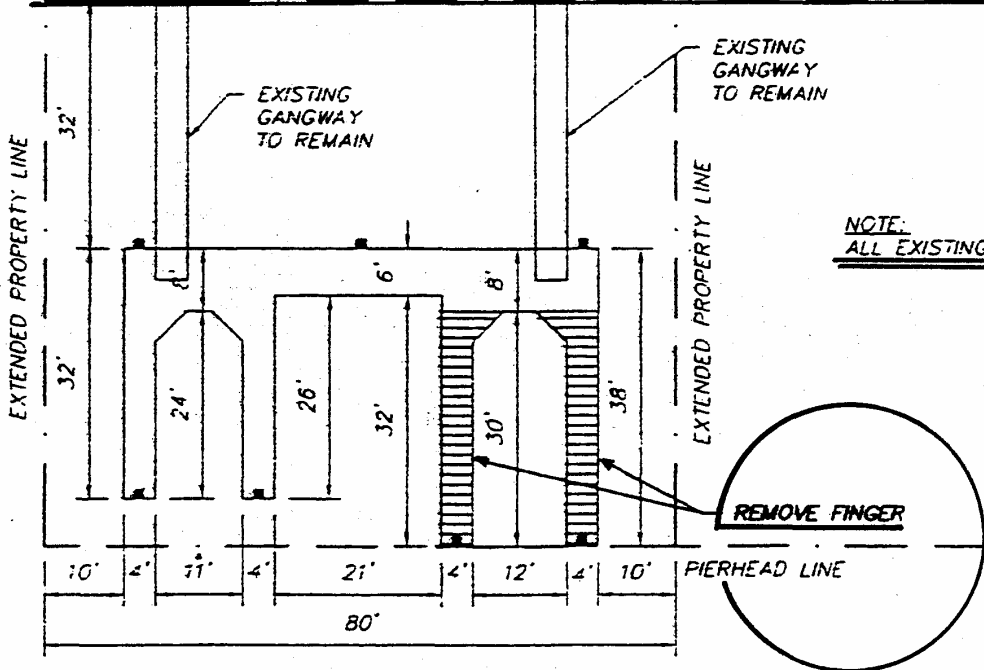 EXISTING
GANGWAY
TO REMAIN
EXISTING
GANGWAY
TO REMAIN
32'
EXTENDED PROPERTY LINE
EXTENDED PROPERTY LINE
NOTE:
ALL EXISTING
8'
6'
8'
32'
24'
26'
32'
30'
38'
REMOVE FINGER
10'
4'
11'
4'
21'
4'
12'
4'
10'
PIERHEAD LINE
80'